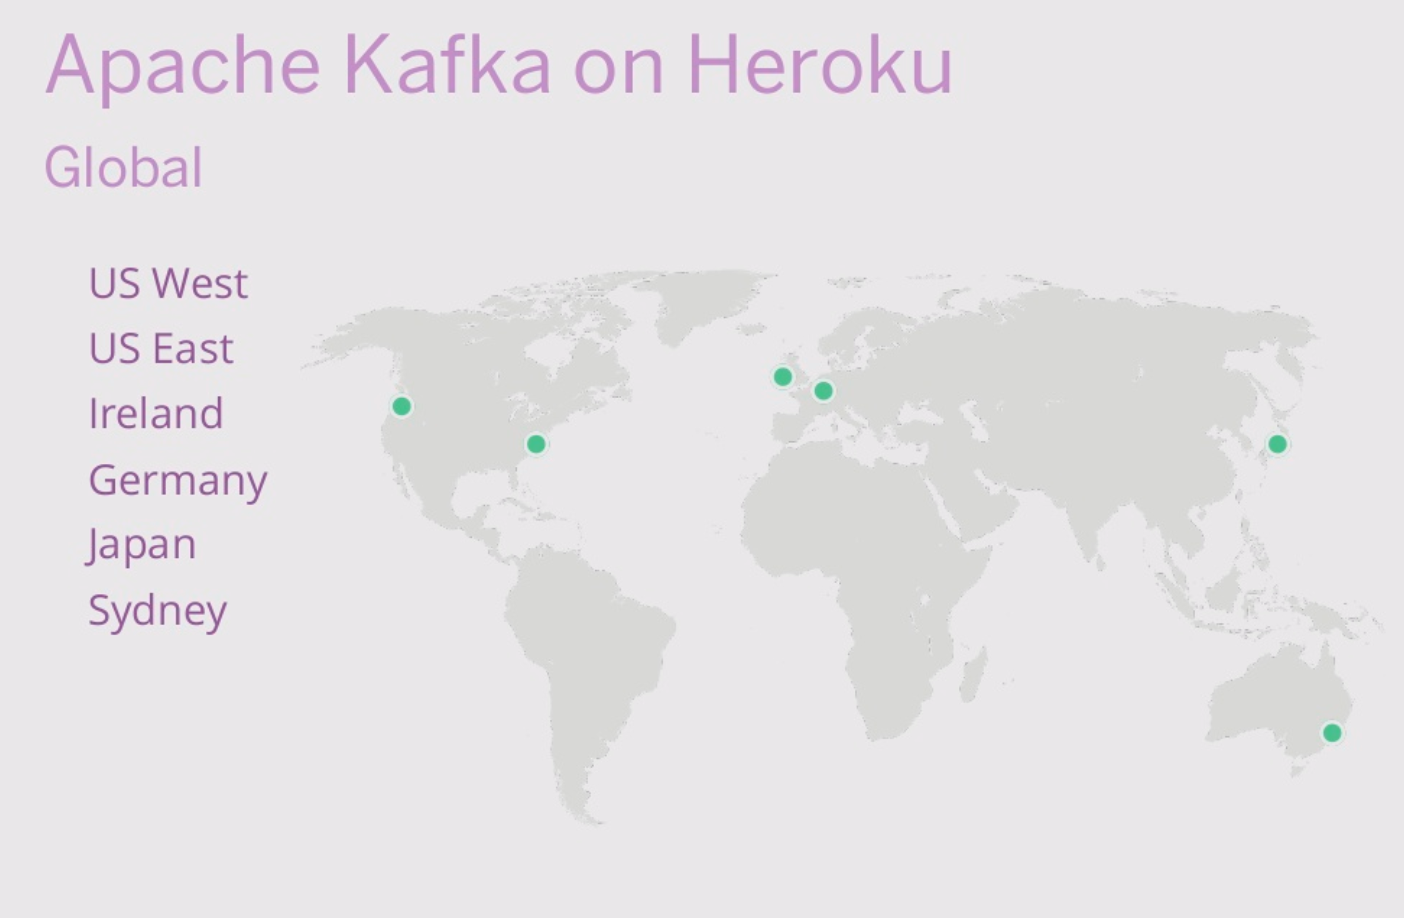 Apache Kafka on Heroku
Global
US West
US East
Ireland
Germany
Japan
Sydney